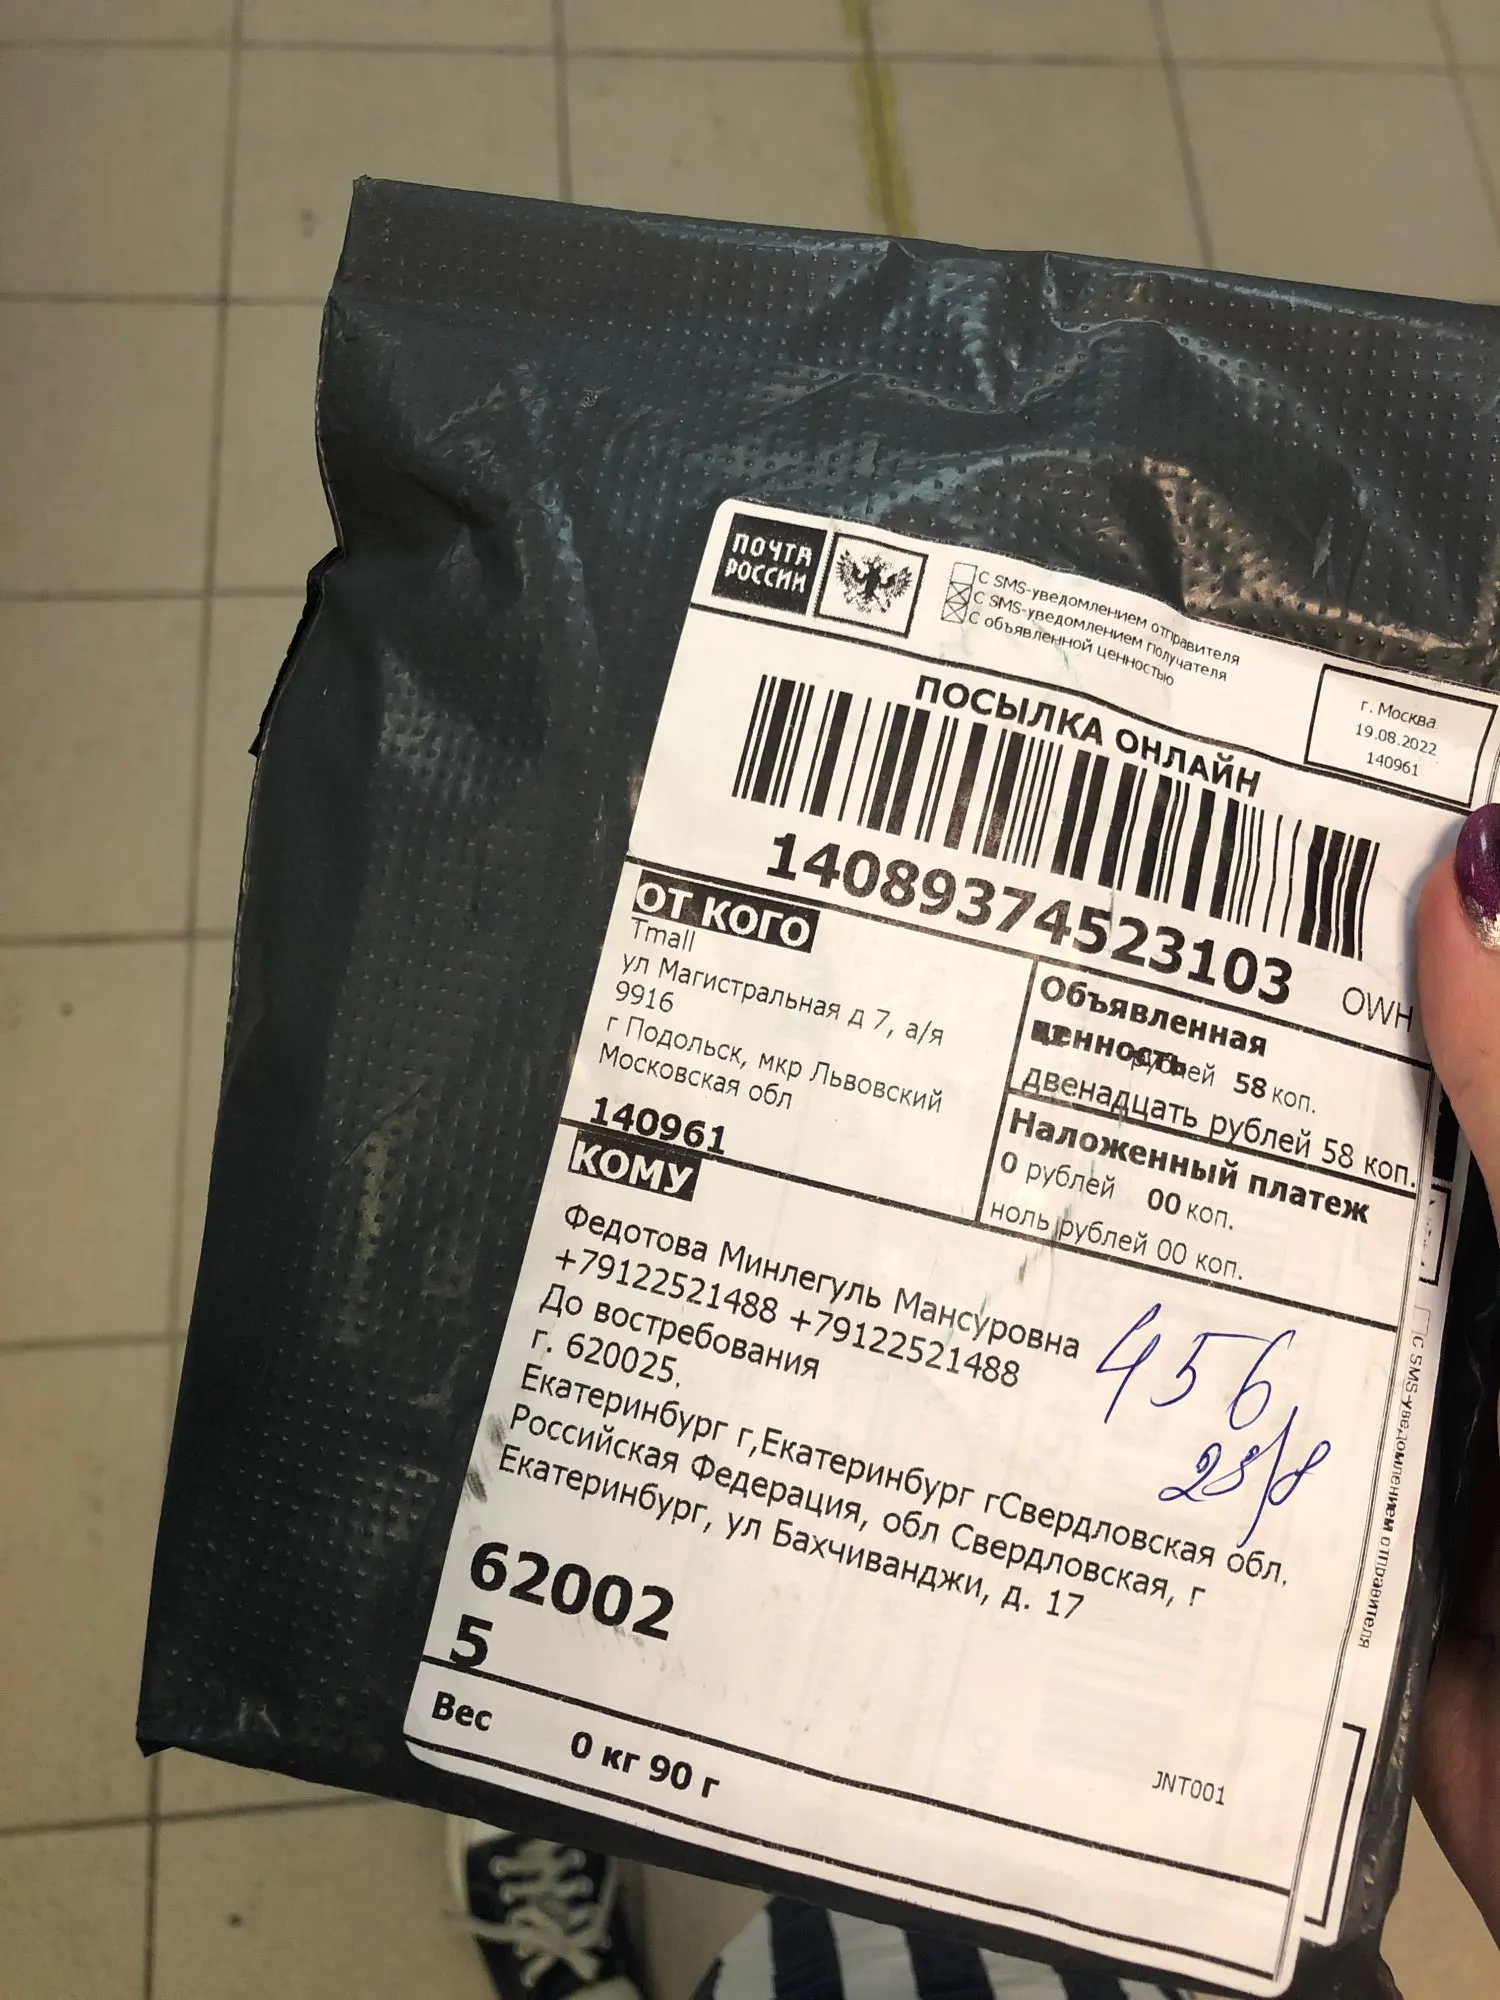 ПОЧТА
РОССИИ
С SMS-уведомлением отправителя
С SMS-уведомлением получателя
С объявленной ценностью
г. Москва
19.08.2022
140961
ПОСЫЛКА ОНЛАЙН
14089374523103
OWH
ОТ КОГО
Tmall
ул Магистральная д 7, а/я
9916
г Подольск, мкр Львовский
Московская обл
140961
Объявленная
ценность
рублей 58 коп.
двенадцать рублей 58 коп.
Наложенный платеж
0 рублей 00 коп.
ноль рублей 00 коп.
КОМУ
Федотова Минлегуль Мансуровна
+79122521488 +79122521488
До востребования
г. 620025,
Екатеринбург г,Екатеринбург гСвердловская обл.
Российская Федерация, обл Свердловская, г
Екатеринбург, ул Бахчиванджи, д. 17
456
28/8
62002
5
Вес 0 кг 90 г
JNT001
С SMS-уведомлением отправителя